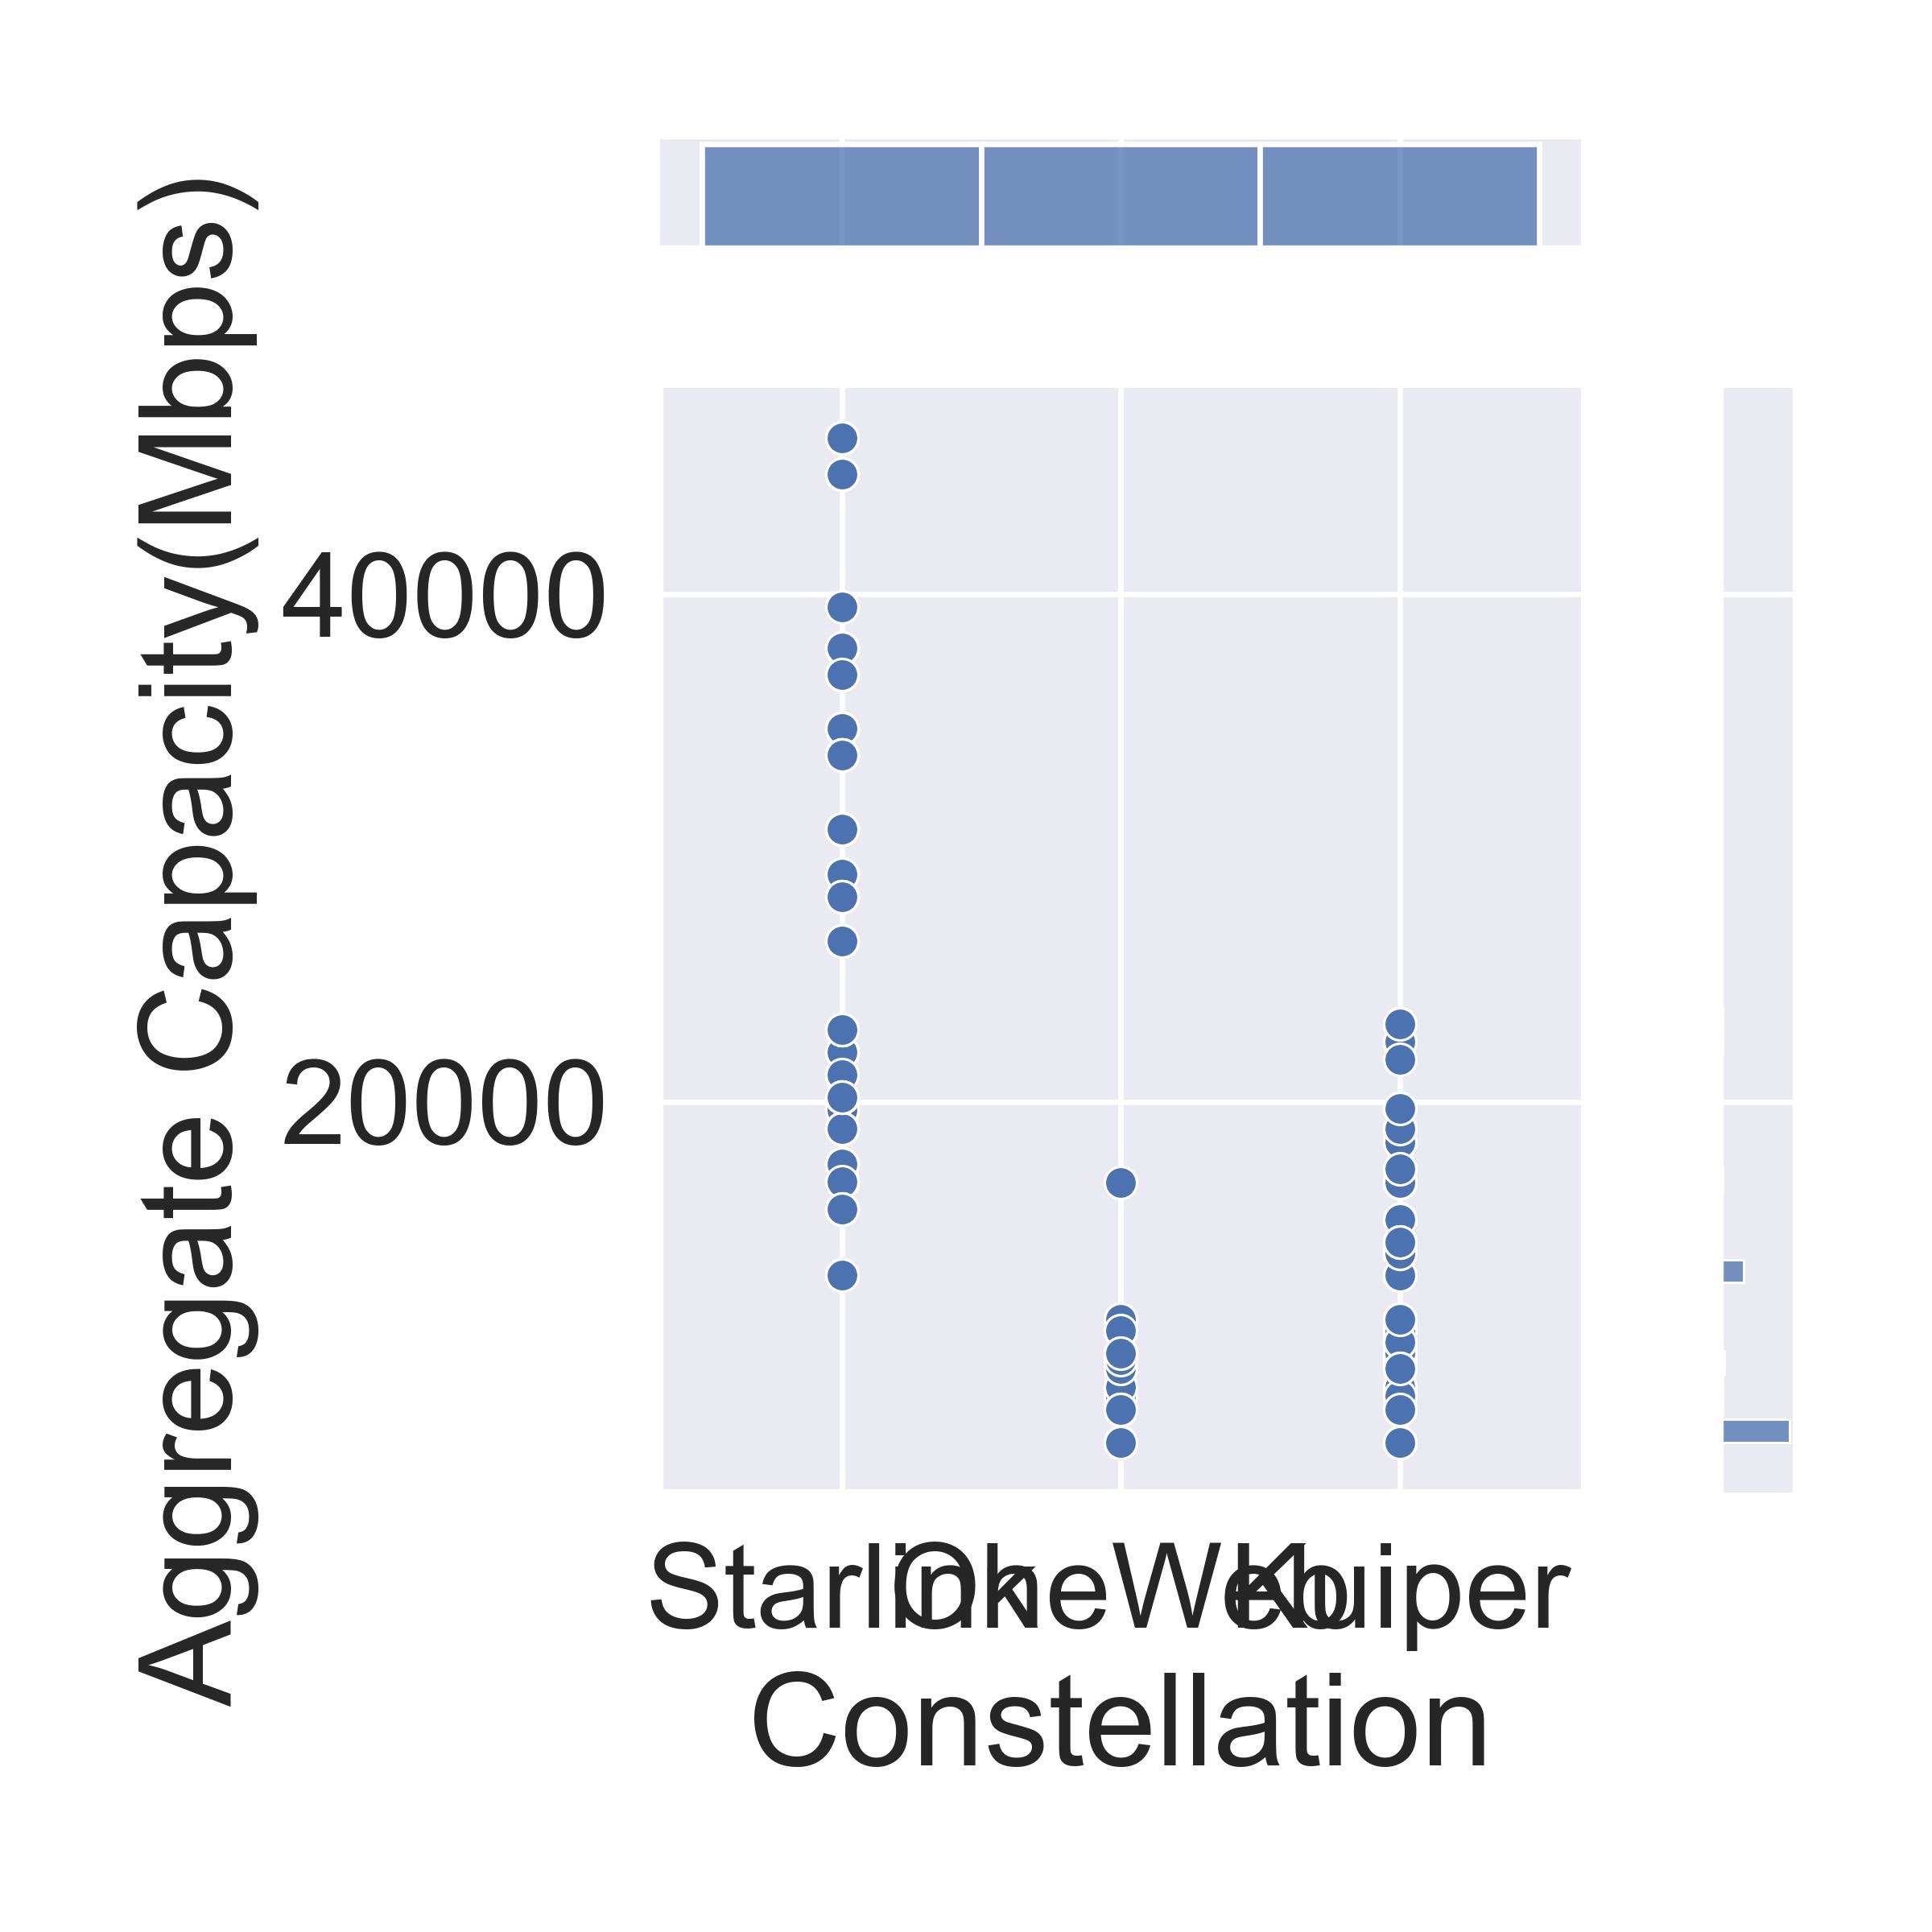 Aggregate Capacity(Mbps)
40000
20000
Starlink OneWeb Kuiper
Constellation